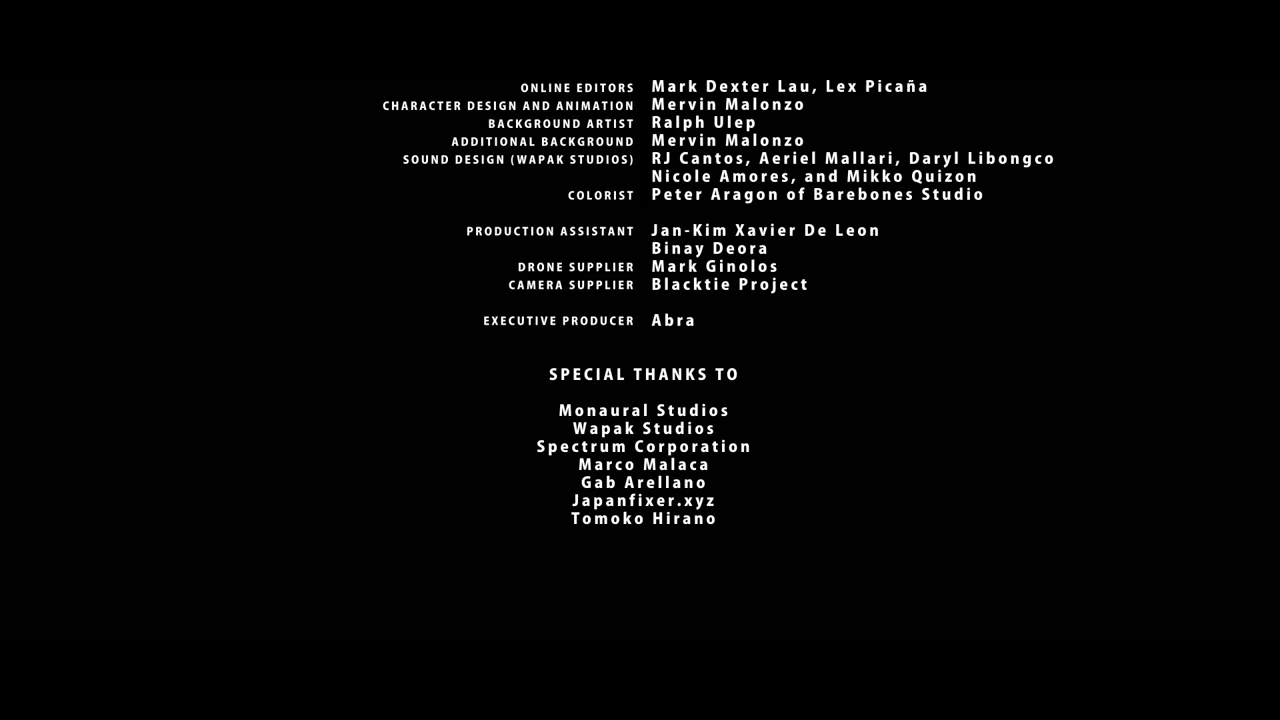 ONLINE EDITORS Mark Dexter Lau, Lex Picaña
CHARACTER DESIGN AND ANIMATION Mervin Malonzo
BACKGROUND ARTIST Ralph Ulep
ADDITIONAL BACKGROUND Mervin Malonzo
SOUND DESIGN (WAPAK STUDIOS) RJ Cantos, Aeriel Mallari, Daryl Libongco
Nicole Amores, and Mikko Quizon
COLORIST Peter Aragon of Barebones Studio
PRODUCTION ASSISTANT Jan-Kim Xavier De Leon
Binay Deora
DRONE SUPPLIER Mark Ginolos
CAMERA SUPPLIER Blacktie Project
EXECUTIVE PRODUCER Abra
SPECIAL THANKS TO
Monaural Studios
Wapak Studios
Spectrum Corporation
Marco Malaca
Gab Arellano
Japanfixer.xyz
Tomoko Hirano